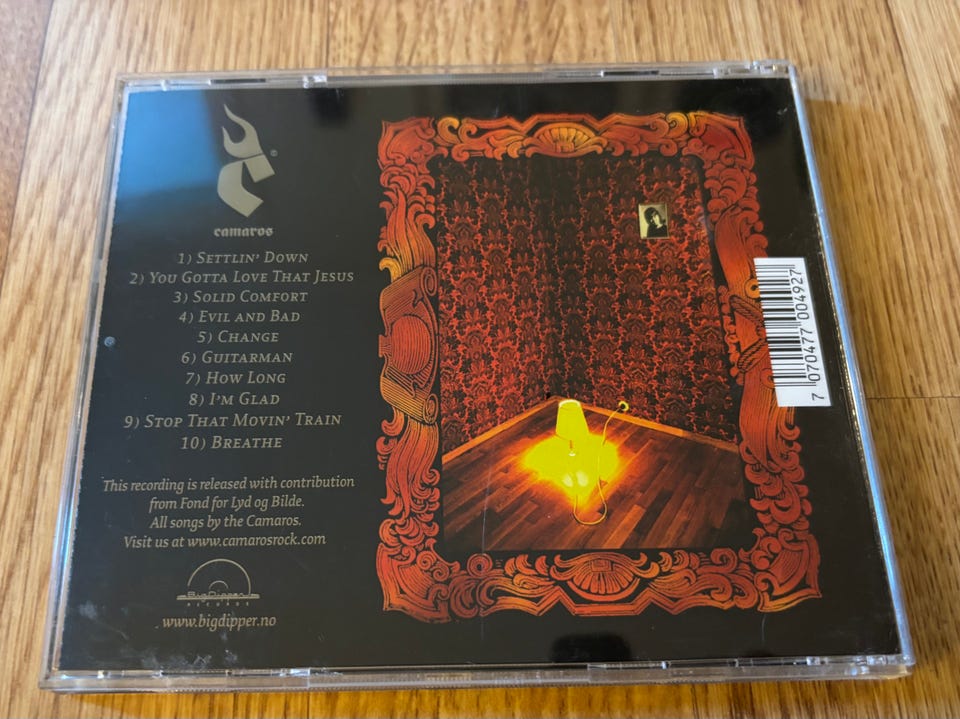 camaros
1) Settlin' Down
2) You Gotta Love That Jesus
3) Solid Comfort
4) Evil and Bad
5) Change
6) Guitarman
7) How Long
8) I'm Glad
9) Stop That Movin' Train
10) Breathe
This recording is released with contribution
from Fond for Lyd og Bilde.
All songs by the Camaros.
Visit us at www.camarosrock.com
BigDipper
RECORDS
www.bigdipper.no
7 070477 004927